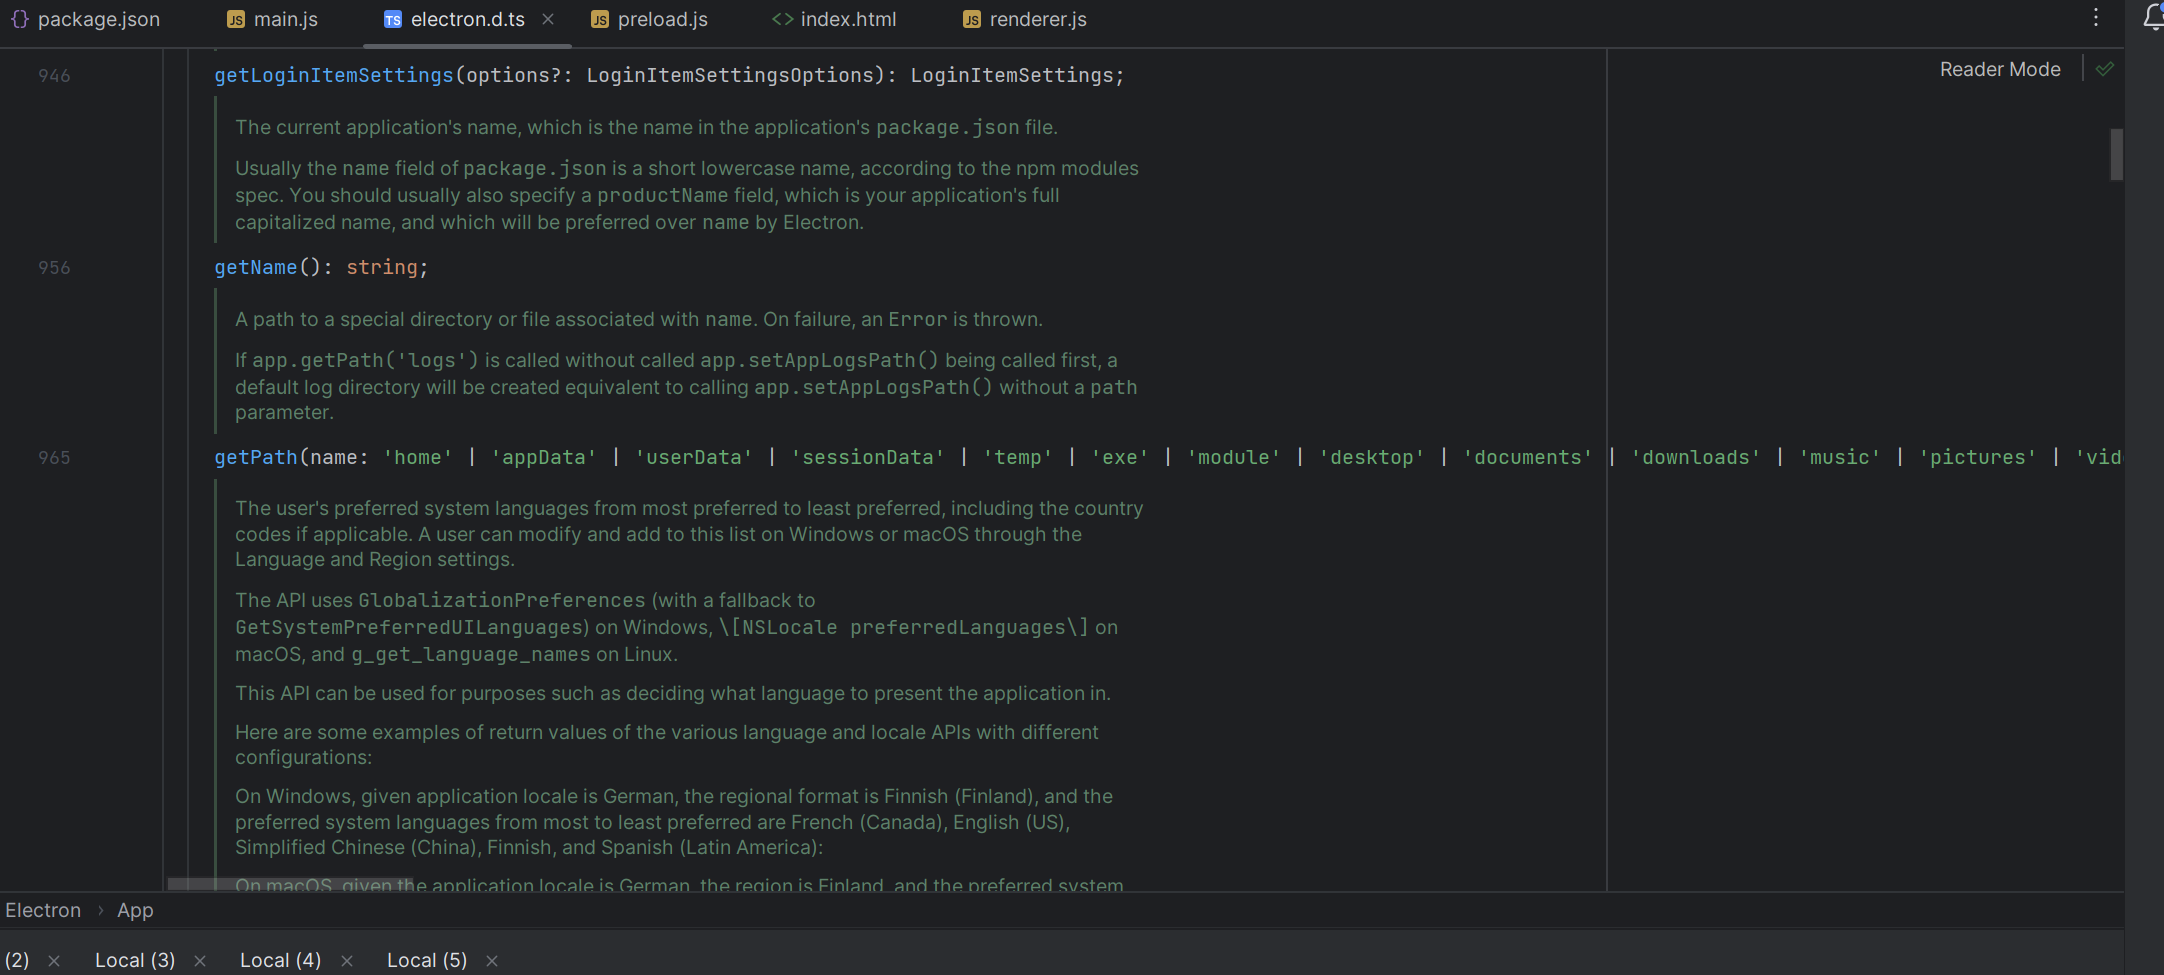 package.json
main.js
electron.d.ts
preload.js
index.html
renderer.js
Reader Mode
946 getLoginItemSettings(options?: LoginItemSettingsOptions): LoginItemSettings;
The current application's name, which is the name in the application's package.json file.
Usually the name field of package.json is a short lowercase name, according to the npm modules
spec. You should usually also specify a productName field, which is your application's full
capitalized name, and which will be preferred over name by Electron.
956 getName(): string;
A path to a special directory or file associated with name. On failure, an Error is thrown.
If app.getPath('logs') is called without called app.setAppLogsPath() being called first, a
default log directory will be created equivalent to calling app.setAppLogsPath() without a path
parameter.
965 getPath(name: 'home' | 'appData' | 'userData' | 'sessionData' | 'temp' | 'exe' | 'module' | 'desktop' | 'documents' | 'downloads' | 'music' | 'pictures' | 'vid
The user's preferred system languages from most preferred to least preferred, including the country
codes if applicable. A user can modify and add to this list on Windows or macOS through the
Language and Region settings.
The API uses GlobalizationPreferences (with a fallback to
GetSystemPreferredUILanguages) on Windows, \[NSLocale preferredLanguages\] on
macOS, and g_get_language_names on Linux.
This API can be used for purposes such as deciding what language to present the application in.
Here are some examples of return values of the various language and locale APIs with different
configurations:
On Windows, given application locale is German, the regional format is Finnish (Finland), and the
preferred system languages from most to least preferred are French (Canada), English (US),
Simplified Chinese (China), Finnish, and Spanish (Latin America):
On macOS, given the application locale is German, the region is Finland, and the preferred system
Electron › App
(2) Local (3) Local (4) Local (5)